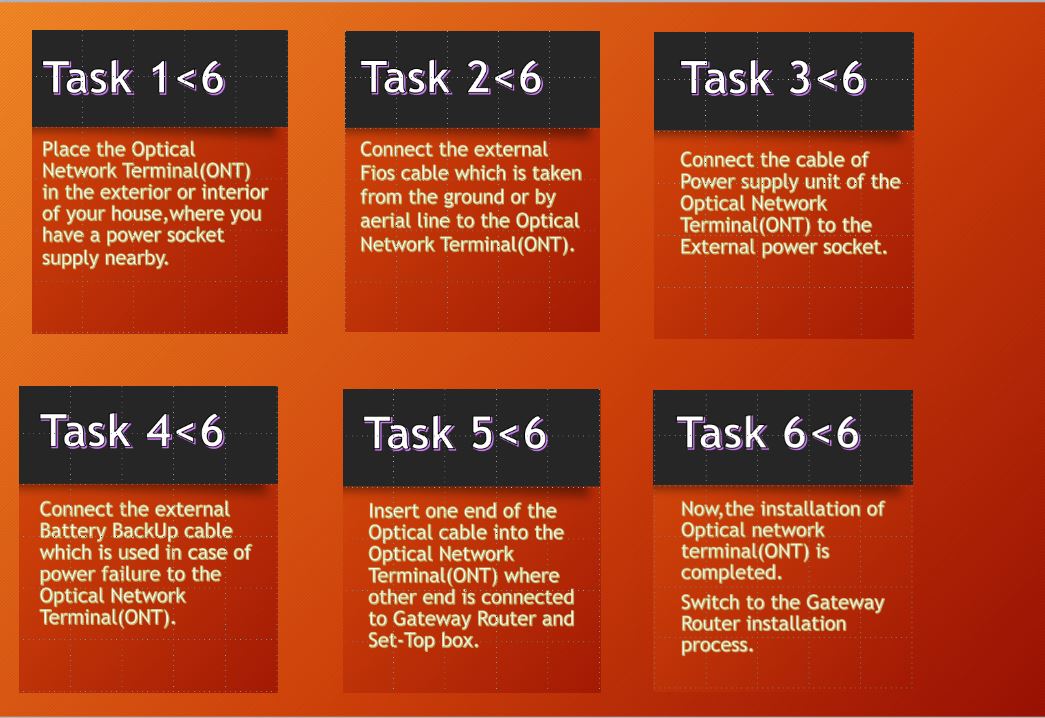 Task 1<6
Place the Optical
Network Terminal(ONT)
in the exterior or interior
of your house,where you
have a power socket
supply nearby.
Task 2<6
Connect the external
Fios cable which is taken
from the ground or by
aerial line to the Optical
Network Terminal(ONT).
Task 3<6
Connect the cable of
Power supply unit of the
Optical Network
Terminal(ONT) to the
External power socket.
Task 4<6
Connect the external
Battery BackUp cable
which is used in case of
power failure to the
Optical Network
Terminal(ONT).
Task 5<6
Insert one end of the
Optical cable into the
Optical Network
Terminal(ONT) where
other end is connected
to Gateway Router and
Set-Top box.
Task 6<6
Now,the installation of
Optical network
terminal(ONT) is
completed.
Switch to the Gateway
Router installation
process.